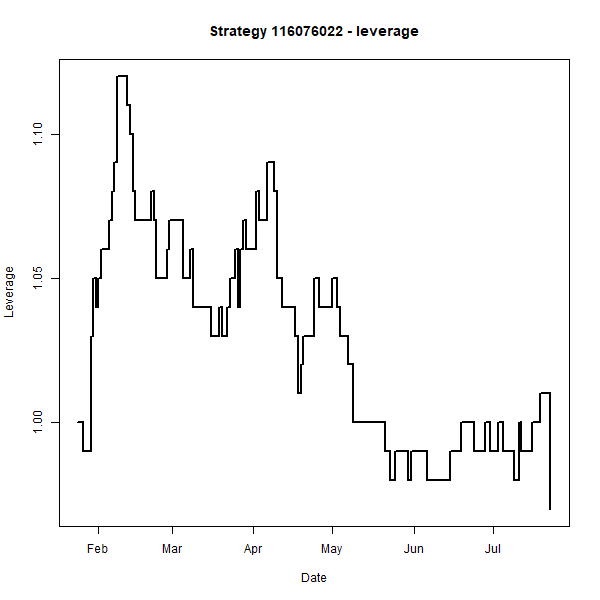 Strategy 116076022 - leverage
1.10
1.05
1.00
Leverage
Feb Mar Apr May Jun Jul
Date